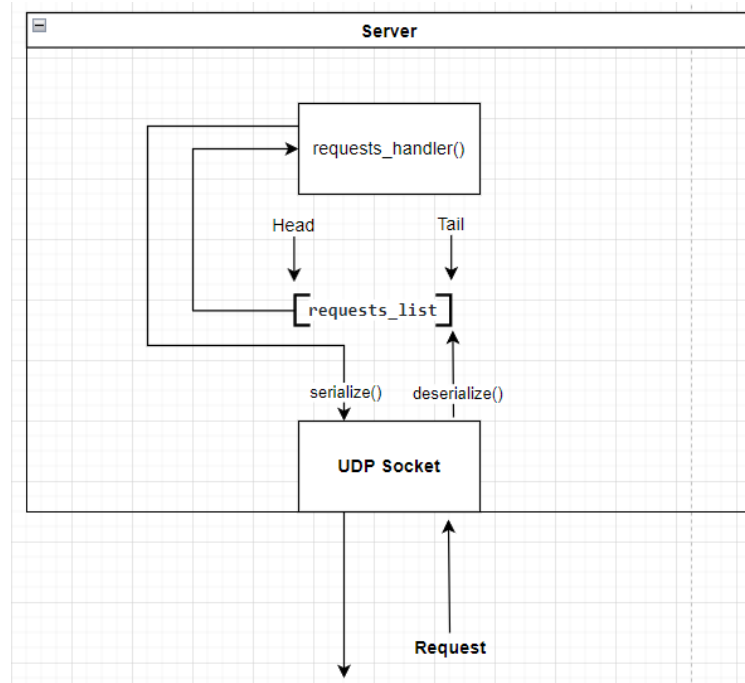 Server
requests_handler()
Head
Tail
requests_list
serialize()
deserialize()
UDP Socket
Request